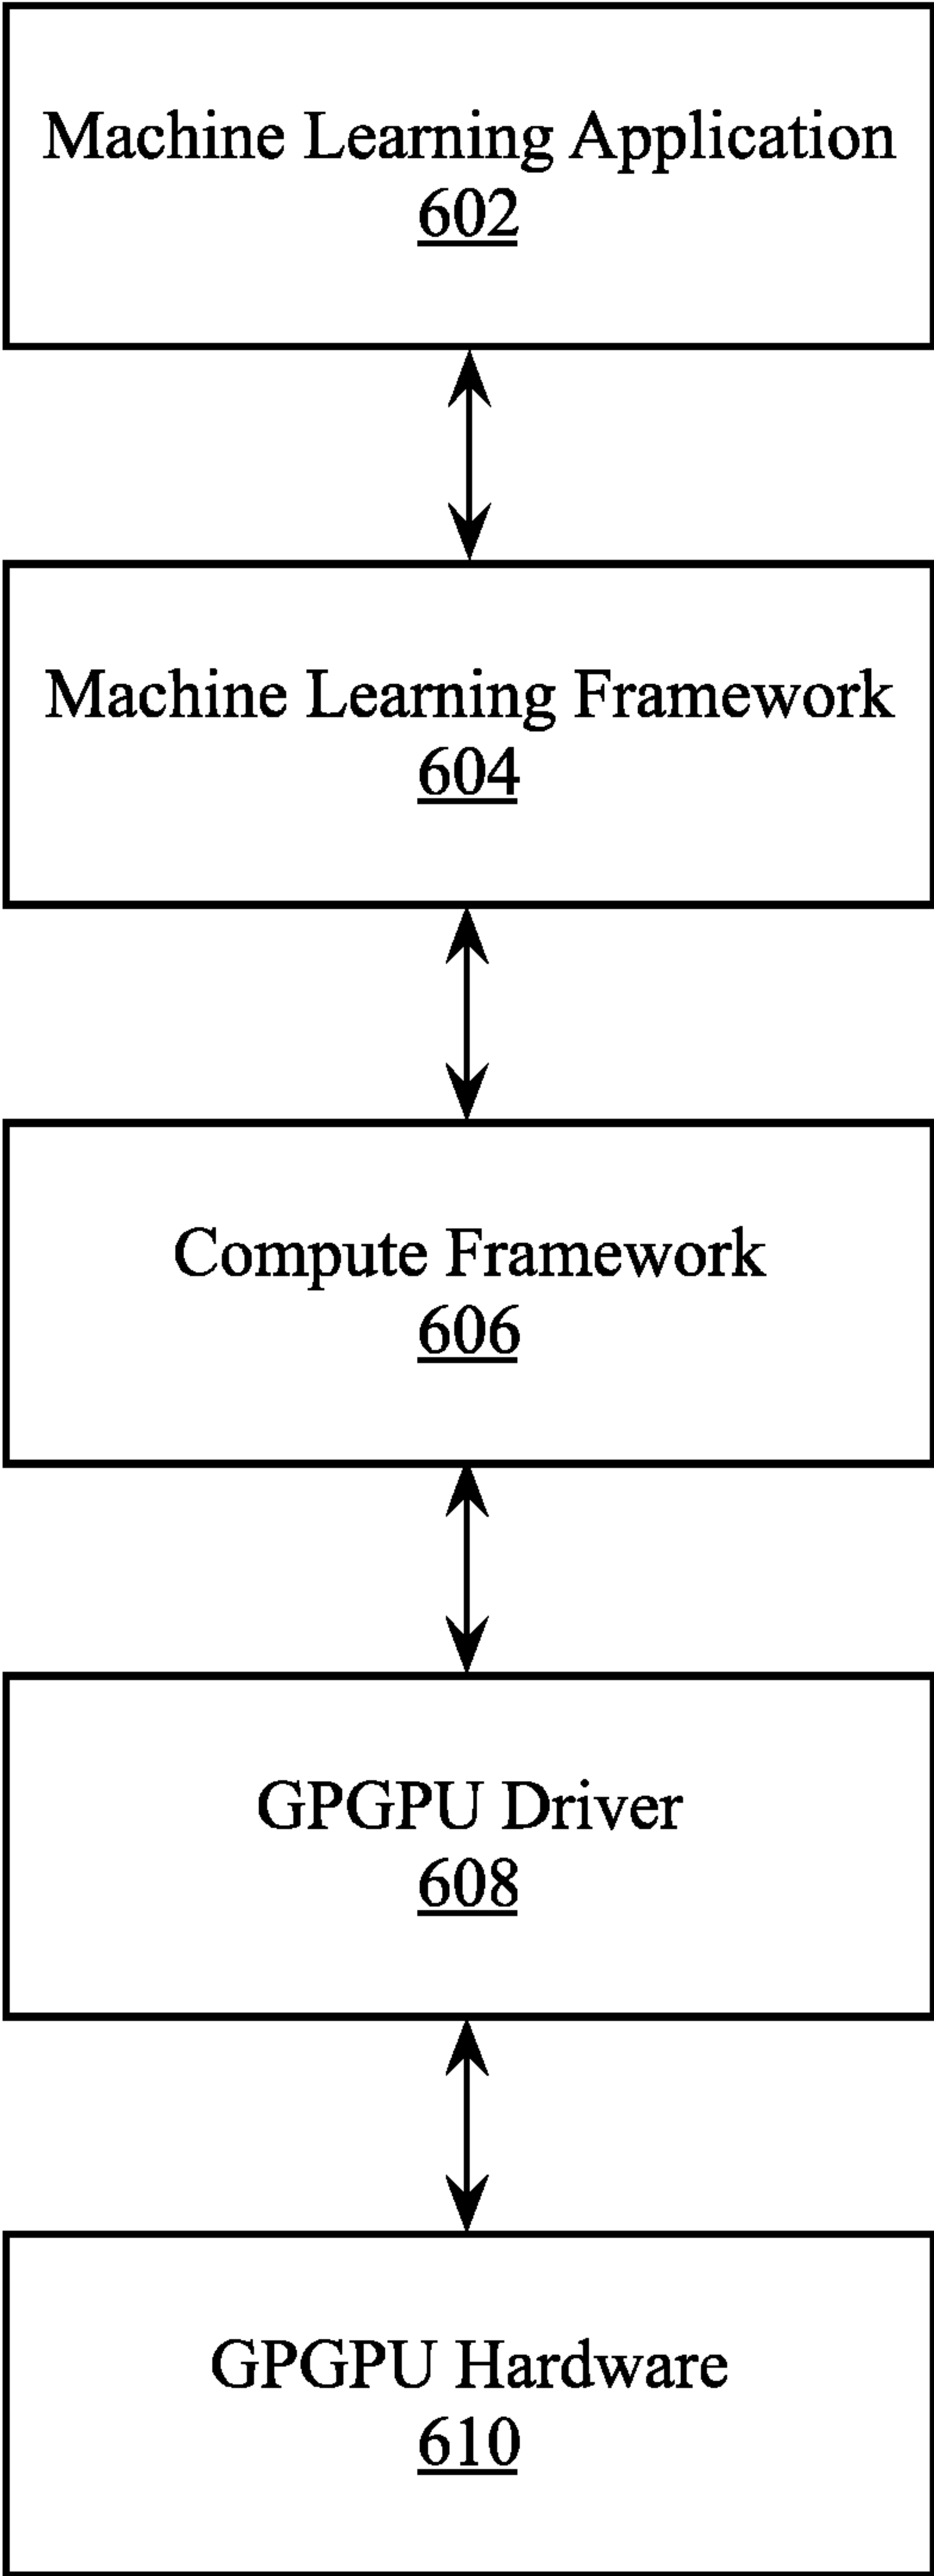 Machine Learning Application
602
Machine Learning Framework
604
Compute Framework
606
GPGPU Driver
608
GPGPU Hardware
610